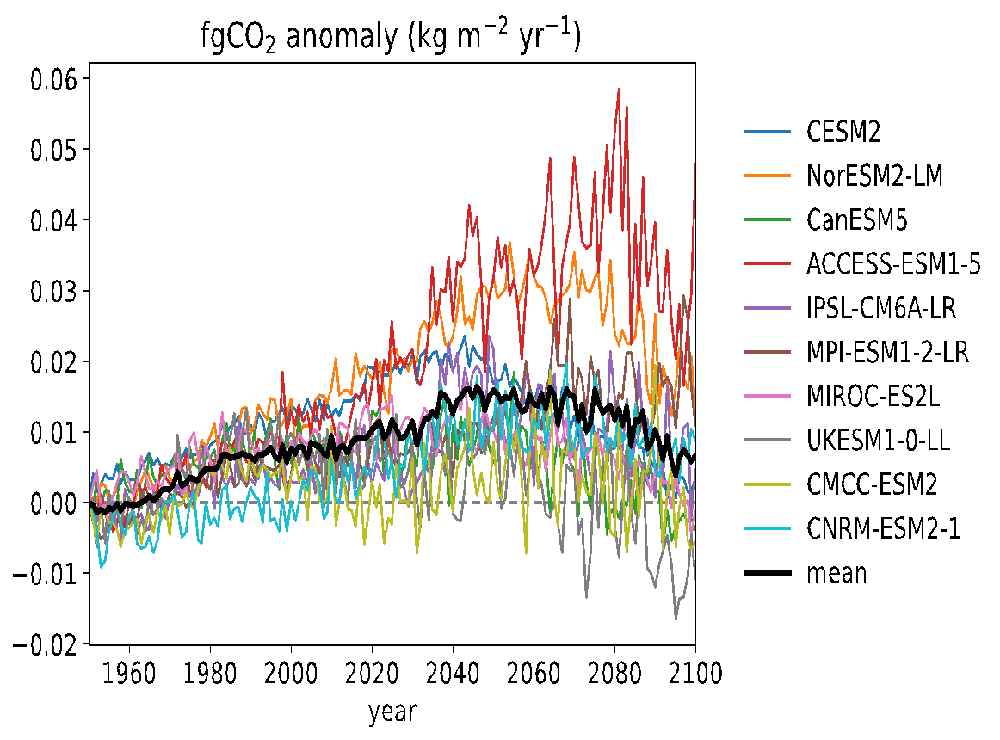 fgCO₂ anomaly (kg m⁻² yr⁻¹)
0.06
0.05
0.04
0.03
0.02
0.01
0.00
−0.01
−0.02
1960 1980 2000 2020 2040 2060 2080 2100
year
CESM2
NorESM2-LM
CanESM5
ACCESS-ESM1-5
IPSL-CM6A-LR
MPI-ESM1-2-LR
MIROC-ES2L
UKESM1-0-LL
CMCC-ESM2
CNRM-ESM2-1
mean